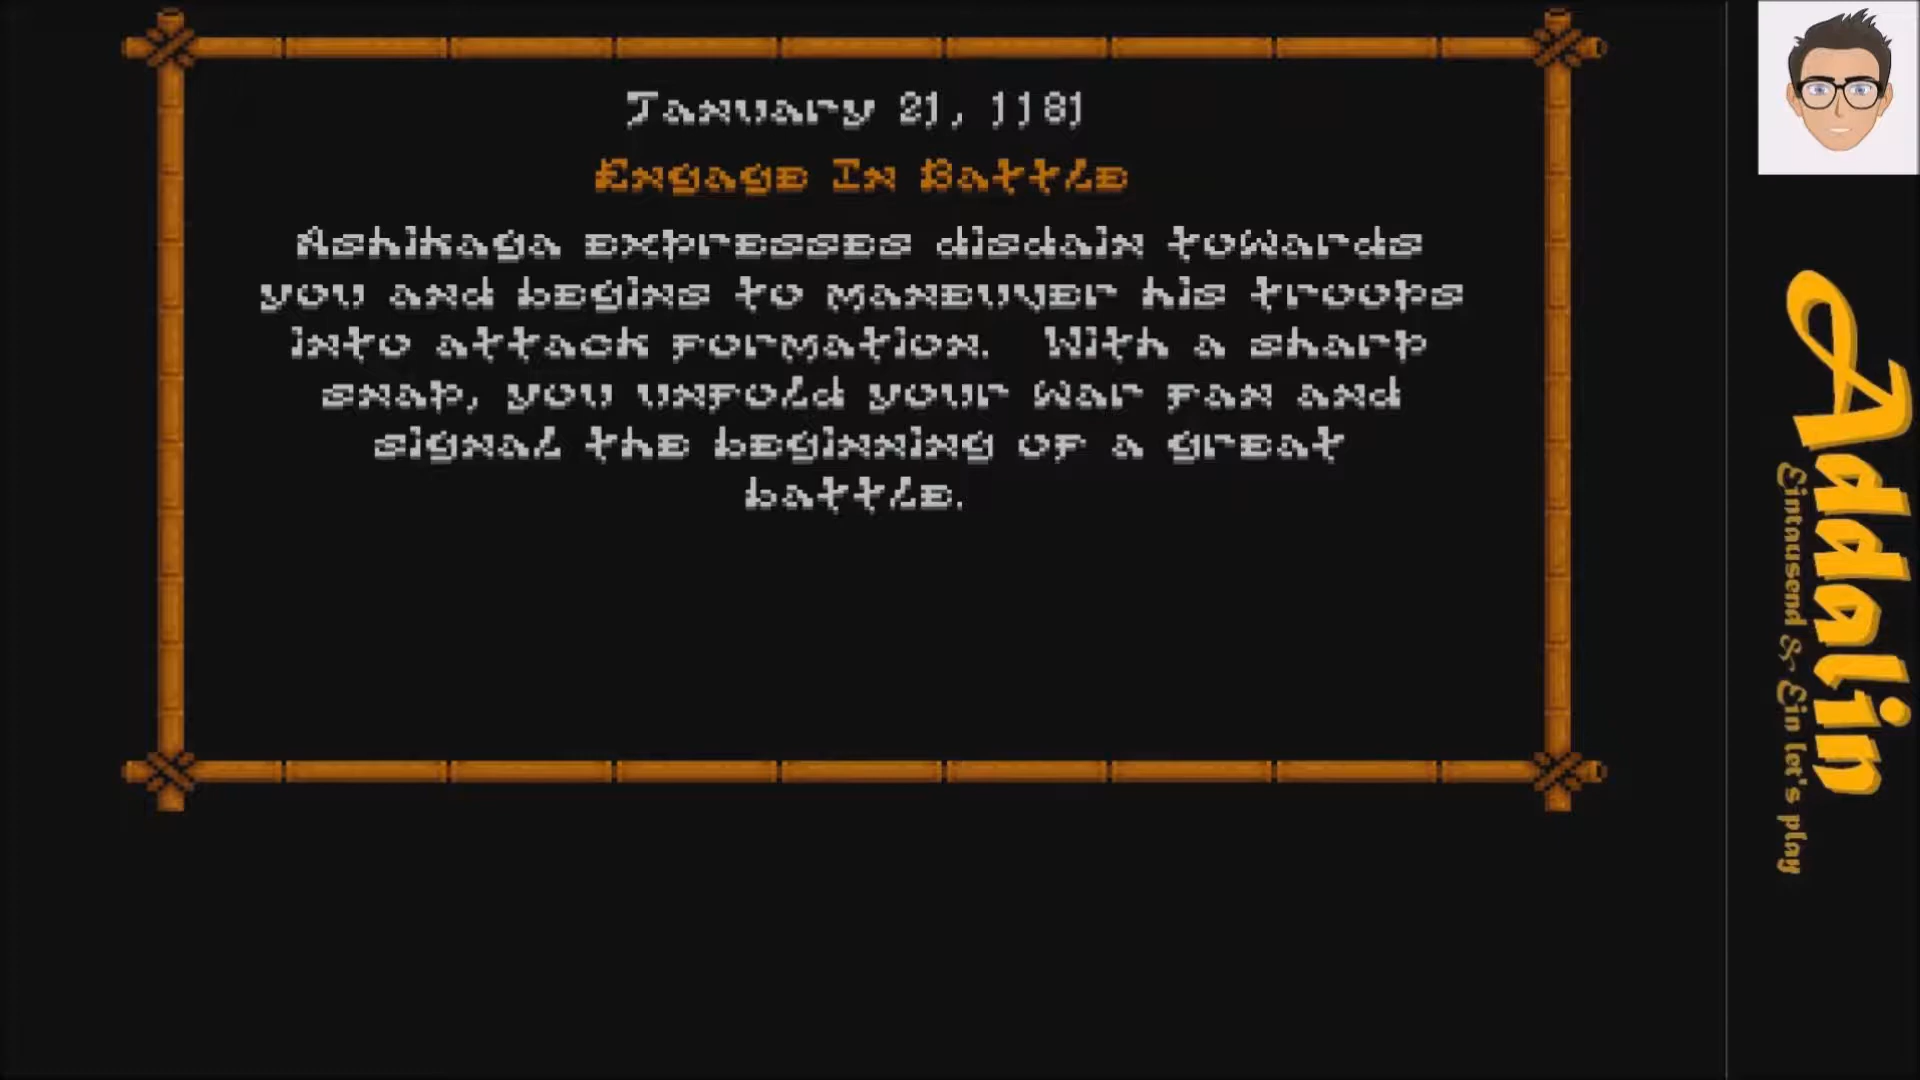 January 21, 1181
Engage In Battle
Ashikaga expresses disdain towards
you and begins to maneuver his troops
into attack formation. With a sharp
snap, you unfold your war fan and
signal the beginning of a great
battle.
Addalin
Eintausend & Ein let's play